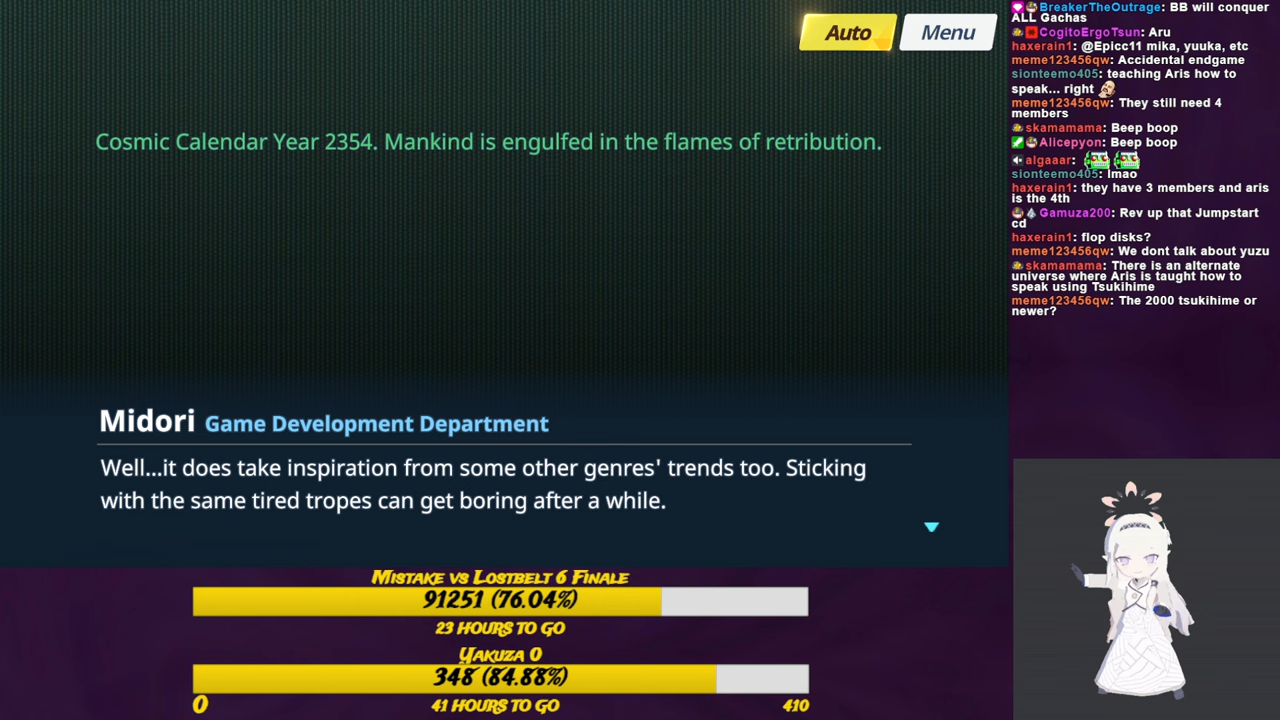 Auto
Menu
Cosmic Calendar Year 2354. Mankind is engulfed in the flames of retribution.
Midori Game Development Department
Well...it does take inspiration from some other genres' trends too. Sticking
with the same tired tropes can get boring after a while.
Mistake vs Lostbelt 6 Finale
91251 (76.04%)
23 HOURS TO GO
Yakuza 0
348 (84.88%)
0
41 HOURS TO GO
410
BreakerTheOutrage: BB will conquer
ALL Gachas
CogitoErgoTsun: Aru
haxerain1: @Epicc11 mika, yuuka, etc
meme123456qw: Accidental endgame
sionteemo405: teaching Aris how to
speak... right
meme123456qw: They still need 4
members
skamamama: Beep boop
Alicepyon: Beep boop
algaaar:
sionteemo405: lmao
haxerain1: they have 3 members and aris
is the 4th
Gamuza200: Rev up that Jumpstart
cd
haxerain1: flop disks?
meme123456qw: We dont talk about yuzu
skamamama: There is an alternate
universe where Aris is taught how to
speak using Tsukihime
meme123456qw: The 2000 tsukihime or
newer?